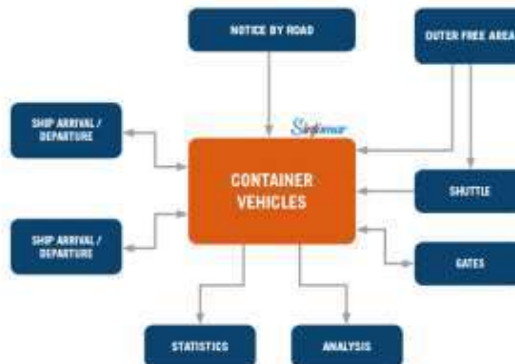 NOTICE BY ROAD
OUTER FREE AREA
SHIP ARRIVAL /
DEPARTURE
CONTAINER
VEHICLES
SHUTTLE
SHIP ARRIVAL /
DEPARTURE
GATES
STATISTICS
ANALYSIS